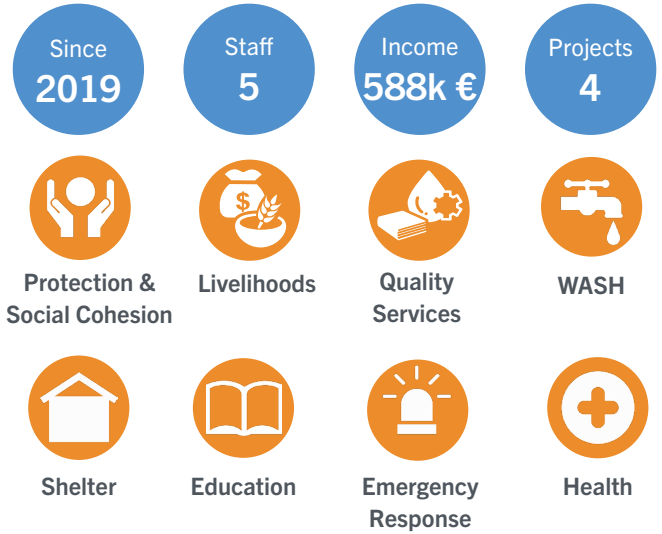 Since
2019
Staff
5
Income
588k €
Projects
4
$
Protection &
Social Cohesion
Livelihoods
Quality
Services
WASH
Shelter
Education
Emergency
Response
Health